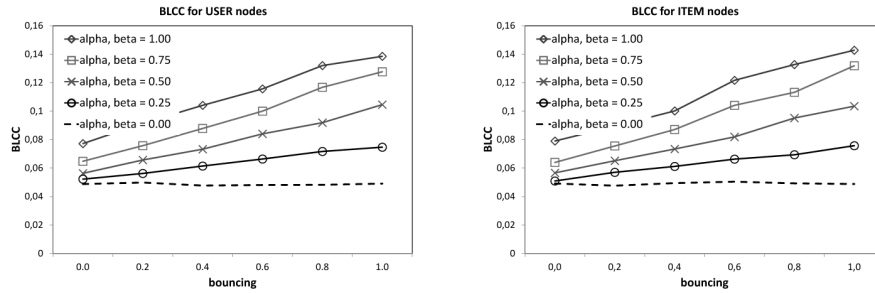 BLCC for USER nodes
0,16
0,14
0,12
0,1
0,08
0,06
0,04
0,02
0
BLCC
alpha, beta = 1.00
alpha, beta = 0.75
alpha, beta = 0.50
alpha, beta = 0.25
alpha, beta = 0.00
0.0 0.2 0.4 0.6 0.8 1.0
bouncing
BLCC for ITEM nodes
0,16
0,14
0,12
0,1
0,08
0,06
0,04
0,02
0
BLCC
alpha, beta = 1.00
alpha, beta = 0.75
alpha, beta = 0.50
alpha, beta = 0.25
alpha, beta = 0.00
0,0 0,2 0,4 0,6 0,8 1,0
bouncing